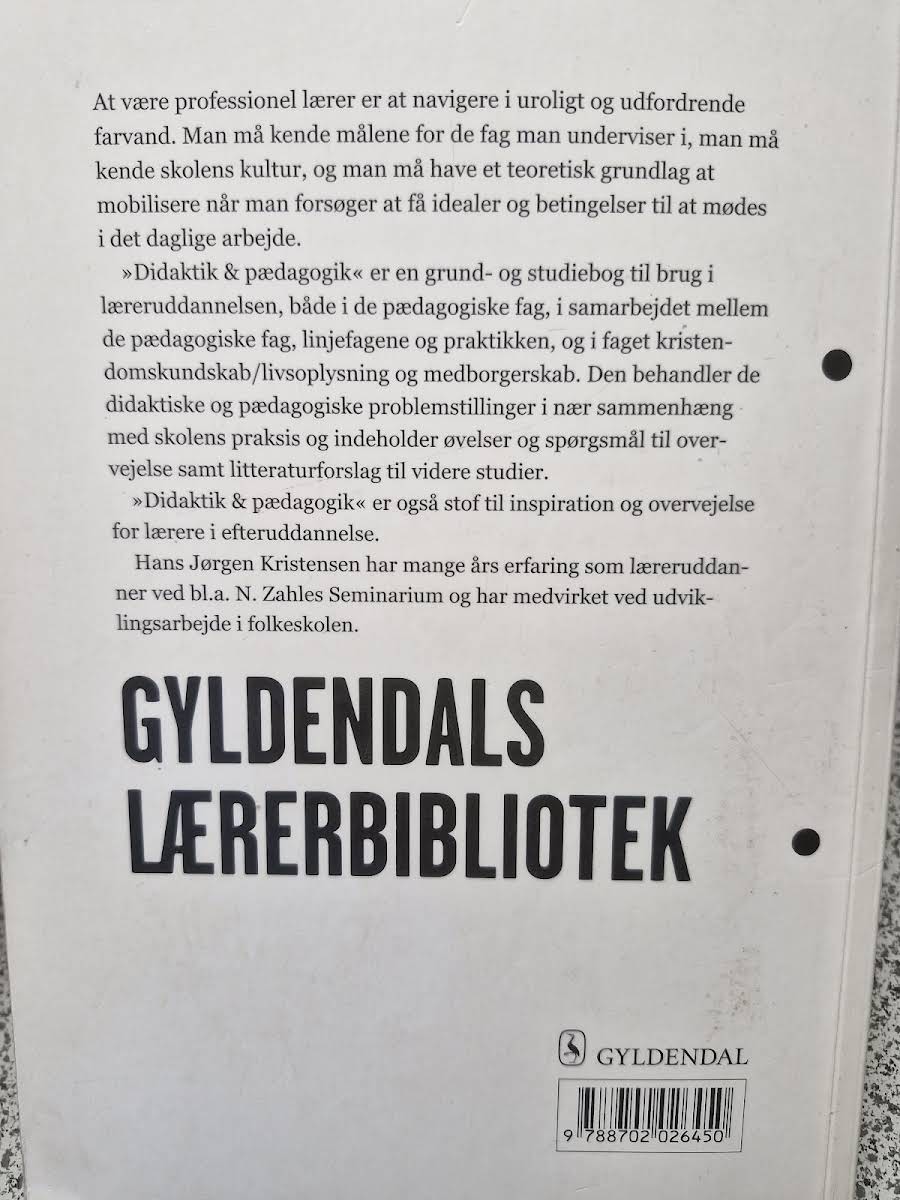 At være professionel lærer er at navigere i uroligt og udfordrende
farvand. Man må kende målene for de fag man underviser i, man må
kende skolens kultur, og man må have et teoretisk grundlag at
mobilisere når man forsøger at få idealer og betingelser til at mødes
i det daglige arbejde.
»Didaktik & pædagogik« er en grund- og studiebog til brug i
læreruddannelsen, både i de pædagogiske fag, i samarbejdet mellem
de pædagogiske fag, linjefagene og praktikken, og i faget kristen-
domskundskab/livsoplysning og medborgerskab. Den behandler de
didaktiske og pædagogiske problemstillinger i nær sammenhæng
med skolens praksis og indeholder øvelser og spørgsmål til over-
vejelse samt litteraturforslag til videre studier.
»Didaktik & pædagogik« er også stof til inspiration og overvejelse
for lærere i efteruddannelse.
Hans Jørgen Kristensen har mange års erfaring som læreruddan-
ner ved bl.a. N. Zahles Seminarium og har medvirket ved udvik-
lingsarbejde i folkeskolen.
GYLDENDALS
LÆRERBIBLIOTEK
GYLDENDAL
9 788702 026450